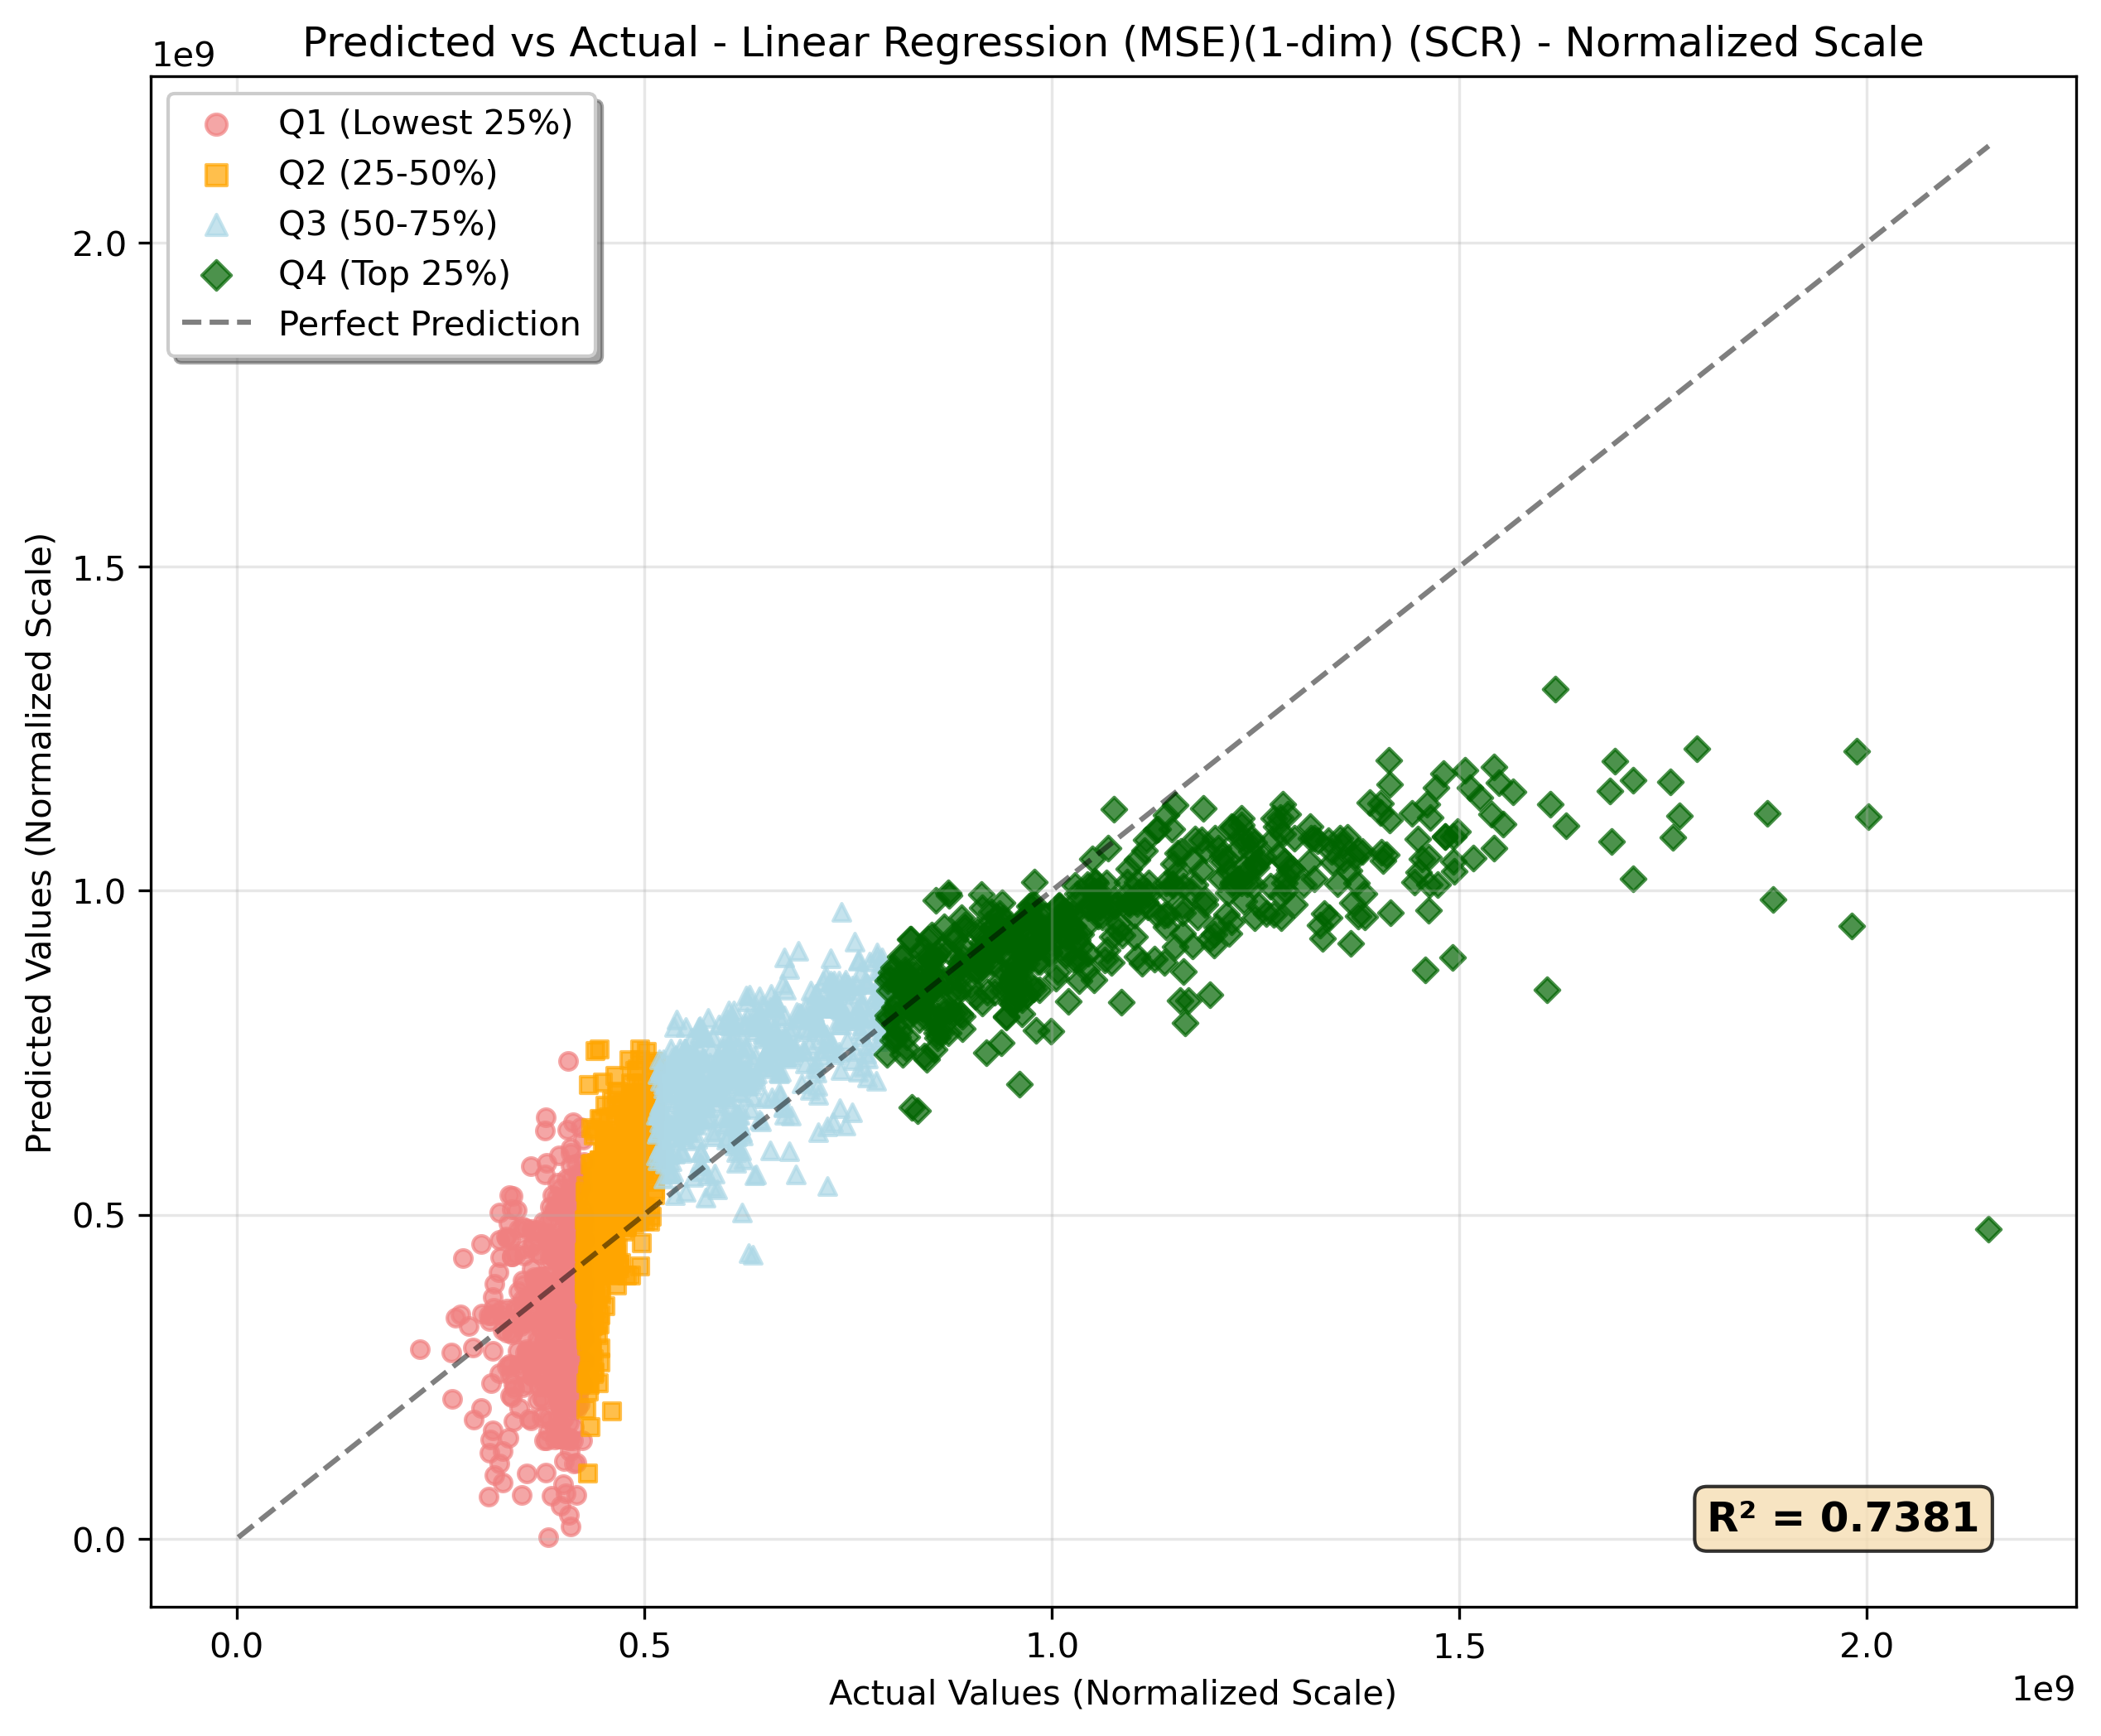 Predicted vs Actual - Linear Regression (MSE)(1-dim) (SCR) - Normalized Scale
1e9
Q1 (Lowest 25%)
Q2 (25-50%)
Q3 (50-75%)
Q4 (Top 25%)
Perfect Prediction
Predicted Values (Normalized Scale)
2.0
1.5
1.0
0.5
0.0
R² = 0.7381
0.0 0.5 1.0 1.5 2.0
1e9
Actual Values (Normalized Scale)